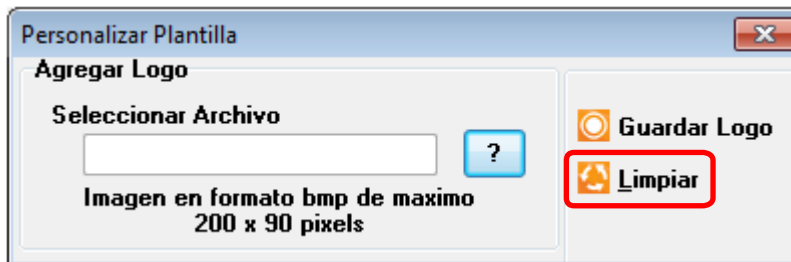 Personalizar Plantilla
Agregar Logo
Seleccionar Archivo
?
Imagen en formato bmp de maximo
200 x 90 pixels
Guardar Logo
Limpiar